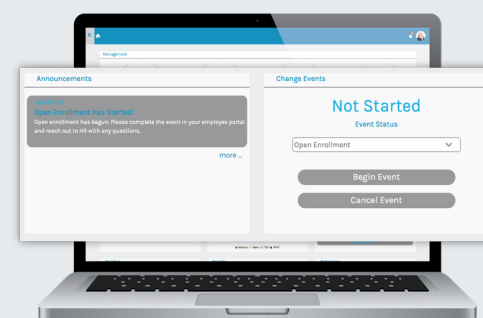 Management
Announcements
Open Enrollment Has Started!
Open enrollment has begun. Please complete the event in your employee portal
and reach out to HR with any questions.
more ...
Change Events
Not Started
Event Status
Open Enrollment
Begin Event
Cancel Event